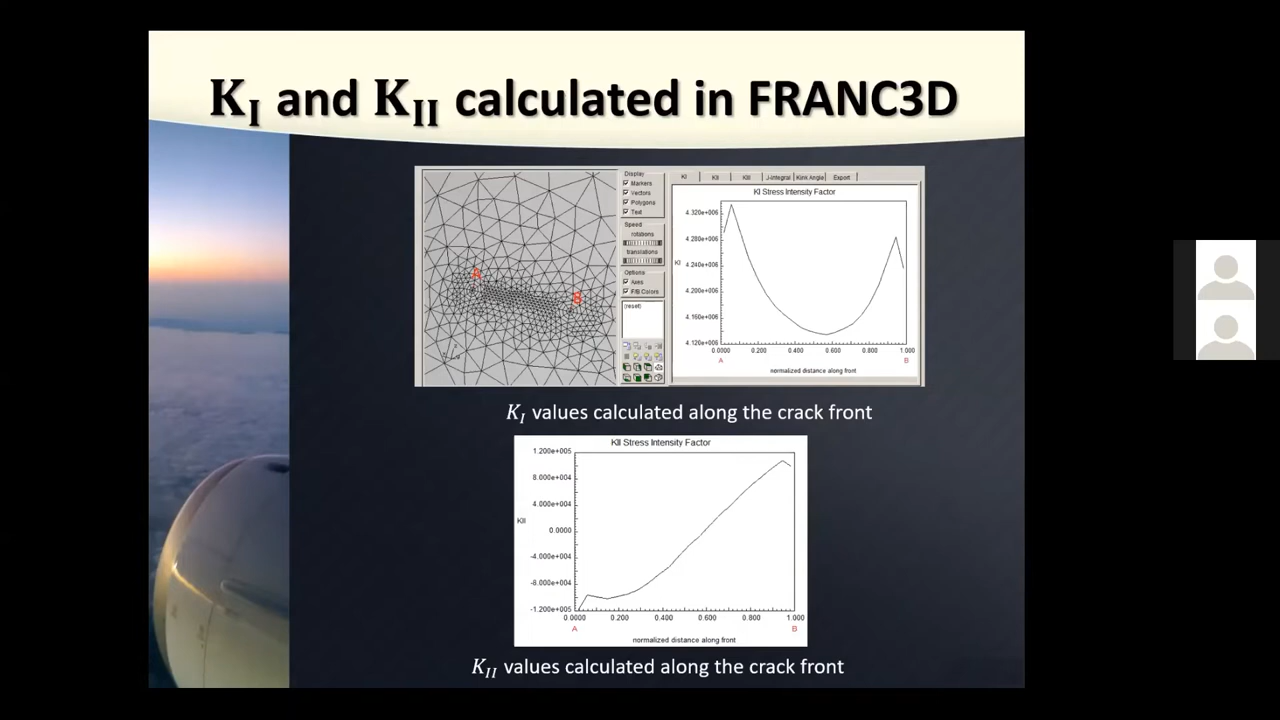 K_I and K_II calculated in FRANC3D
Display
Markers
Vectors
Polygons
Text
Speed
rotations
translations
Options
Axes
F/B Colors
(reset)
A
B
KI KII KIII J-Integral Kink Angle Export
KI Stress Intensity Factor
4.320e+006
4.280e+006
4.240e+006
KI
4.200e+006
4.160e+006
4.120e+006
0.0000 0.200 0.400 0.600 0.800 1.000
A B
normalized distance along front
K_I values calculated along the crack front
KII Stress Intensity Factor
1.200e+005
8.000e+004
4.000e+004
KII
0.0000
-4.000e+004
-8.000e+004
-1.200e+005
0.0000 0.200 0.400 0.600 0.800 1.000
A B
normalized distance along front
K_II values calculated along the crack front